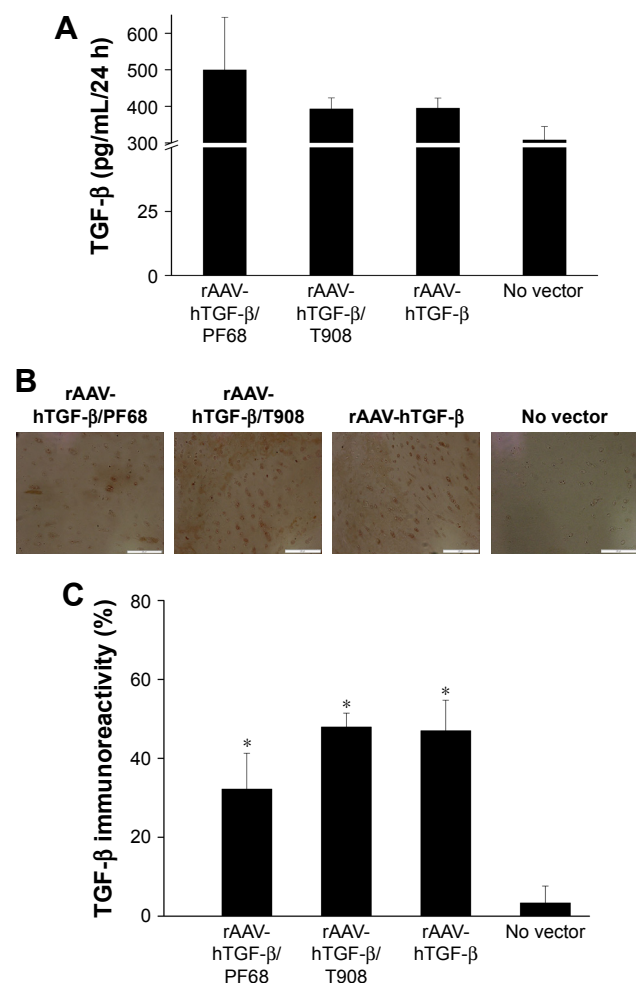 A
TGF-β (pg/mL/24 h)
600
500
400
300
25
0
rAAV-
hTGF-β/
PF68
rAAV-
hTGF-β/
T908
rAAV-
hTGF-β
No vector
B
rAAV-
hTGF-β/PF68
rAAV-
hTGF-β/T908
rAAV-hTGF-β
No vector
C
TGF-β immunoreactivity (%)
80
60
40
20
0
*
*
*
rAAV-
hTGF-β/
PF68
rAAV-
hTGF-β/
T908
rAAV-
hTGF-β
No vector